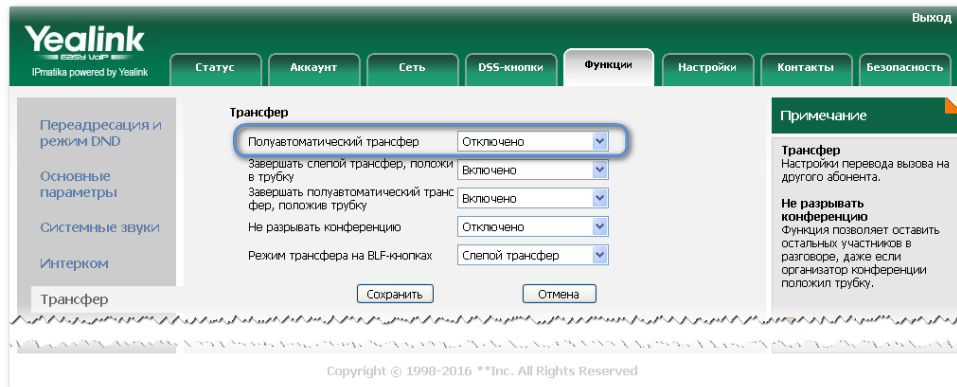 Выход
Yealink
EASY VoIP
IPmatika powered by Yealink
Статус
Аккаунт
Сеть
DSS-кнопки
Функции
Настройки
Контакты
Безопасность
Переадресация и
режим DND
Основные
параметры
Системные звуки
Интерком
Трансфер
Трансфер
Полуавтоматический трансфер
Отключено
Завершать слепой трансфер, положи
в трубку
Включено
Завершать полуавтоматический транс
фер, положив трубку
Включено
Не разрывать конференцию
Отключено
Режим трансфера на BLF-кнопках
Слепой трансфер
Сохранить
Отмена
Примечание
Трансфер
Настройки перевода вызова на
другого абонента.
Не разрывать
конференцию
Функция позволяет оставить
остальных участников в
разговоре, даже если
организатор конференции
положил трубку.
Copyright © 1998-2016 **Inc. All Rights Reserved